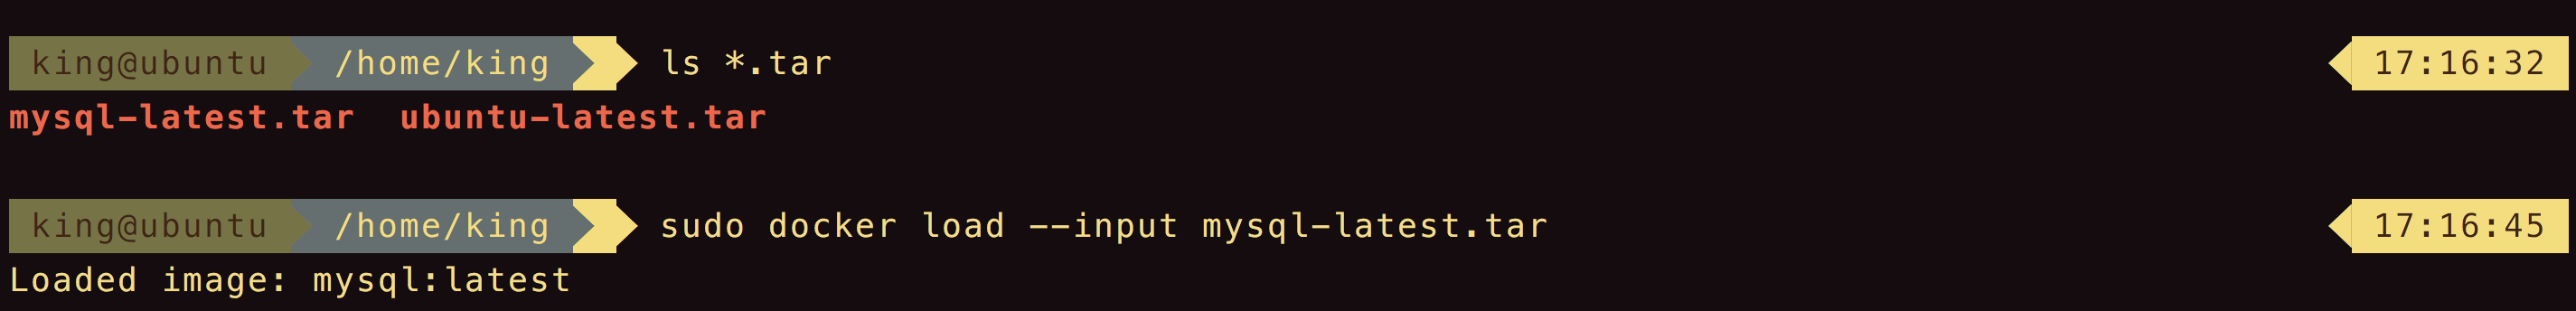 king@ubuntu /home/king ls *.tar 17:16:32
mysql-latest.tar ubuntu-latest.tar
king@ubuntu /home/king sudo docker load --input mysql-latest.tar 17:16:45
Loaded image: mysql:latest